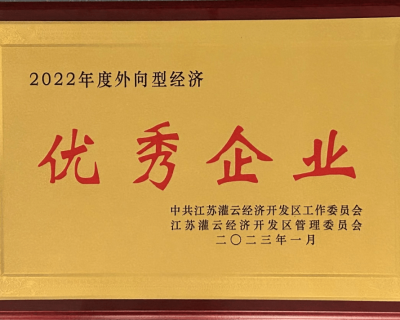 2022年度外向型经济
优秀企业
中共江苏灌云经济开发区工作委员会
江苏灌云经济开发区管理委员会
二〇二三年一月